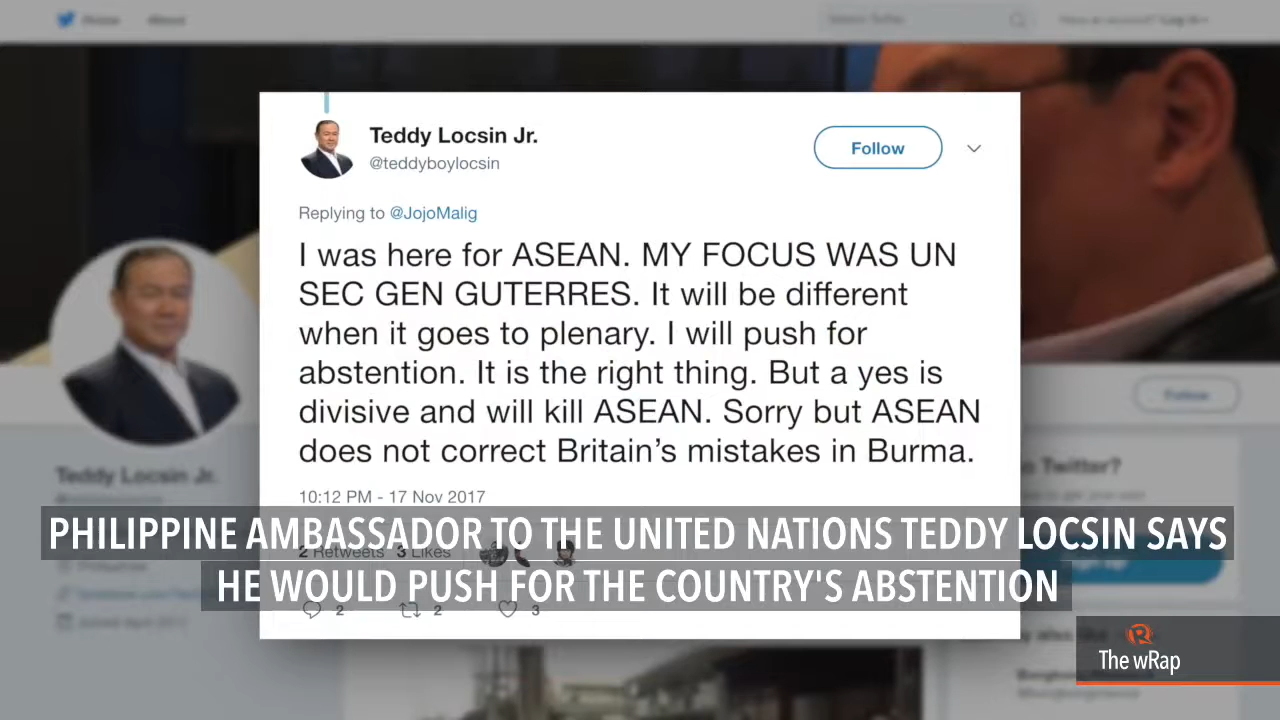 Home About
Teddy Locsin Jr.
@teddyboylocsin
Follow
Replying to @JojoMalig
I was here for ASEAN. MY FOCUS WAS UN
SEC GEN GUTERRES. It will be different
when it goes to plenary. I will push for
abstention. It is the right thing. But a yes is
divisive and will kill ASEAN. Sorry but ASEAN
does not correct Britain’s mistakes in Burma.
10:12 PM - 17 Nov 2017
2 Retweets 3 Likes
PHILIPPINE AMBASSADOR TO THE UNITED NATIONS TEDDY LOCSIN SAYS
HE WOULD PUSH FOR THE COUNTRY'S ABSTENTION
2 2 3
Teddy Locsin Jr.
Follow
Twitter?
The wRap